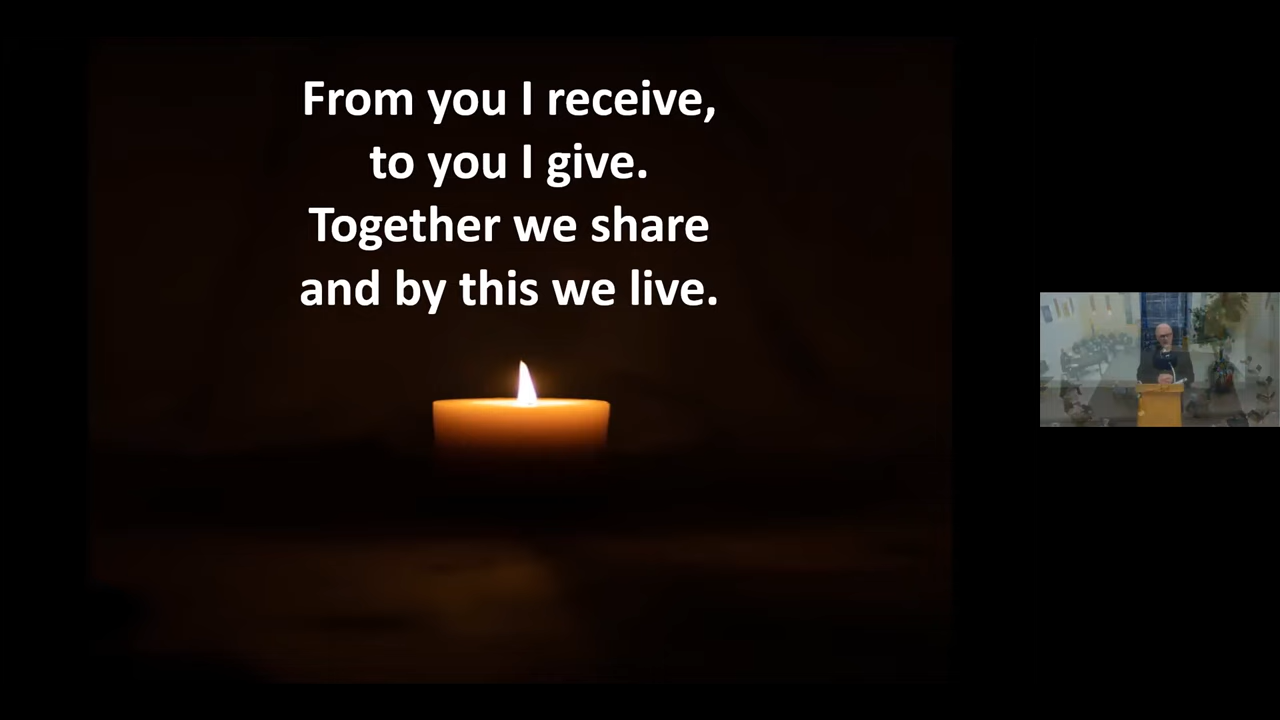 From you I receive,
to you I give.
Together we share
and by this we live.